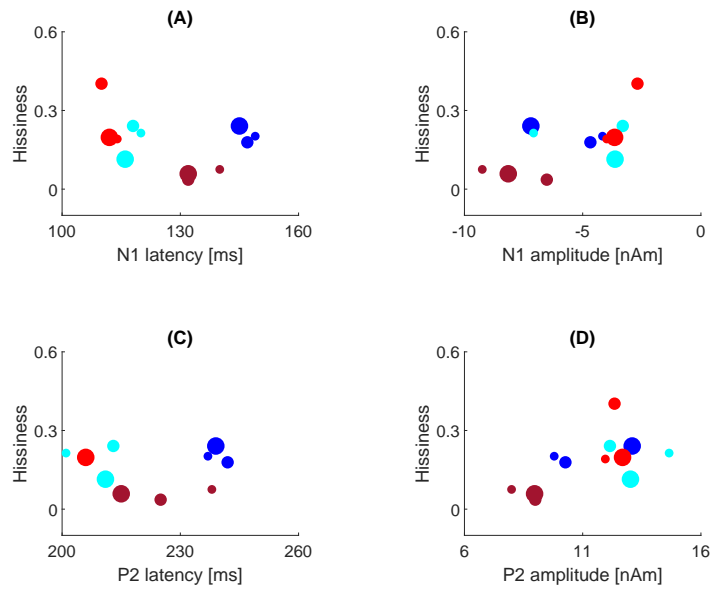 (A)
0.6
0.3
0
Hissiness
100
130
160
N1 latency [ms]
(B)
0.6
0.3
0
Hissiness
-10
-5
0
N1 amplitude [nAm]
(C)
0.6
0.3
0
Hissiness
200
230
260
P2 latency [ms]
(D)
0.6
0.3
0
Hissiness
6
11
16
P2 amplitude [nAm]